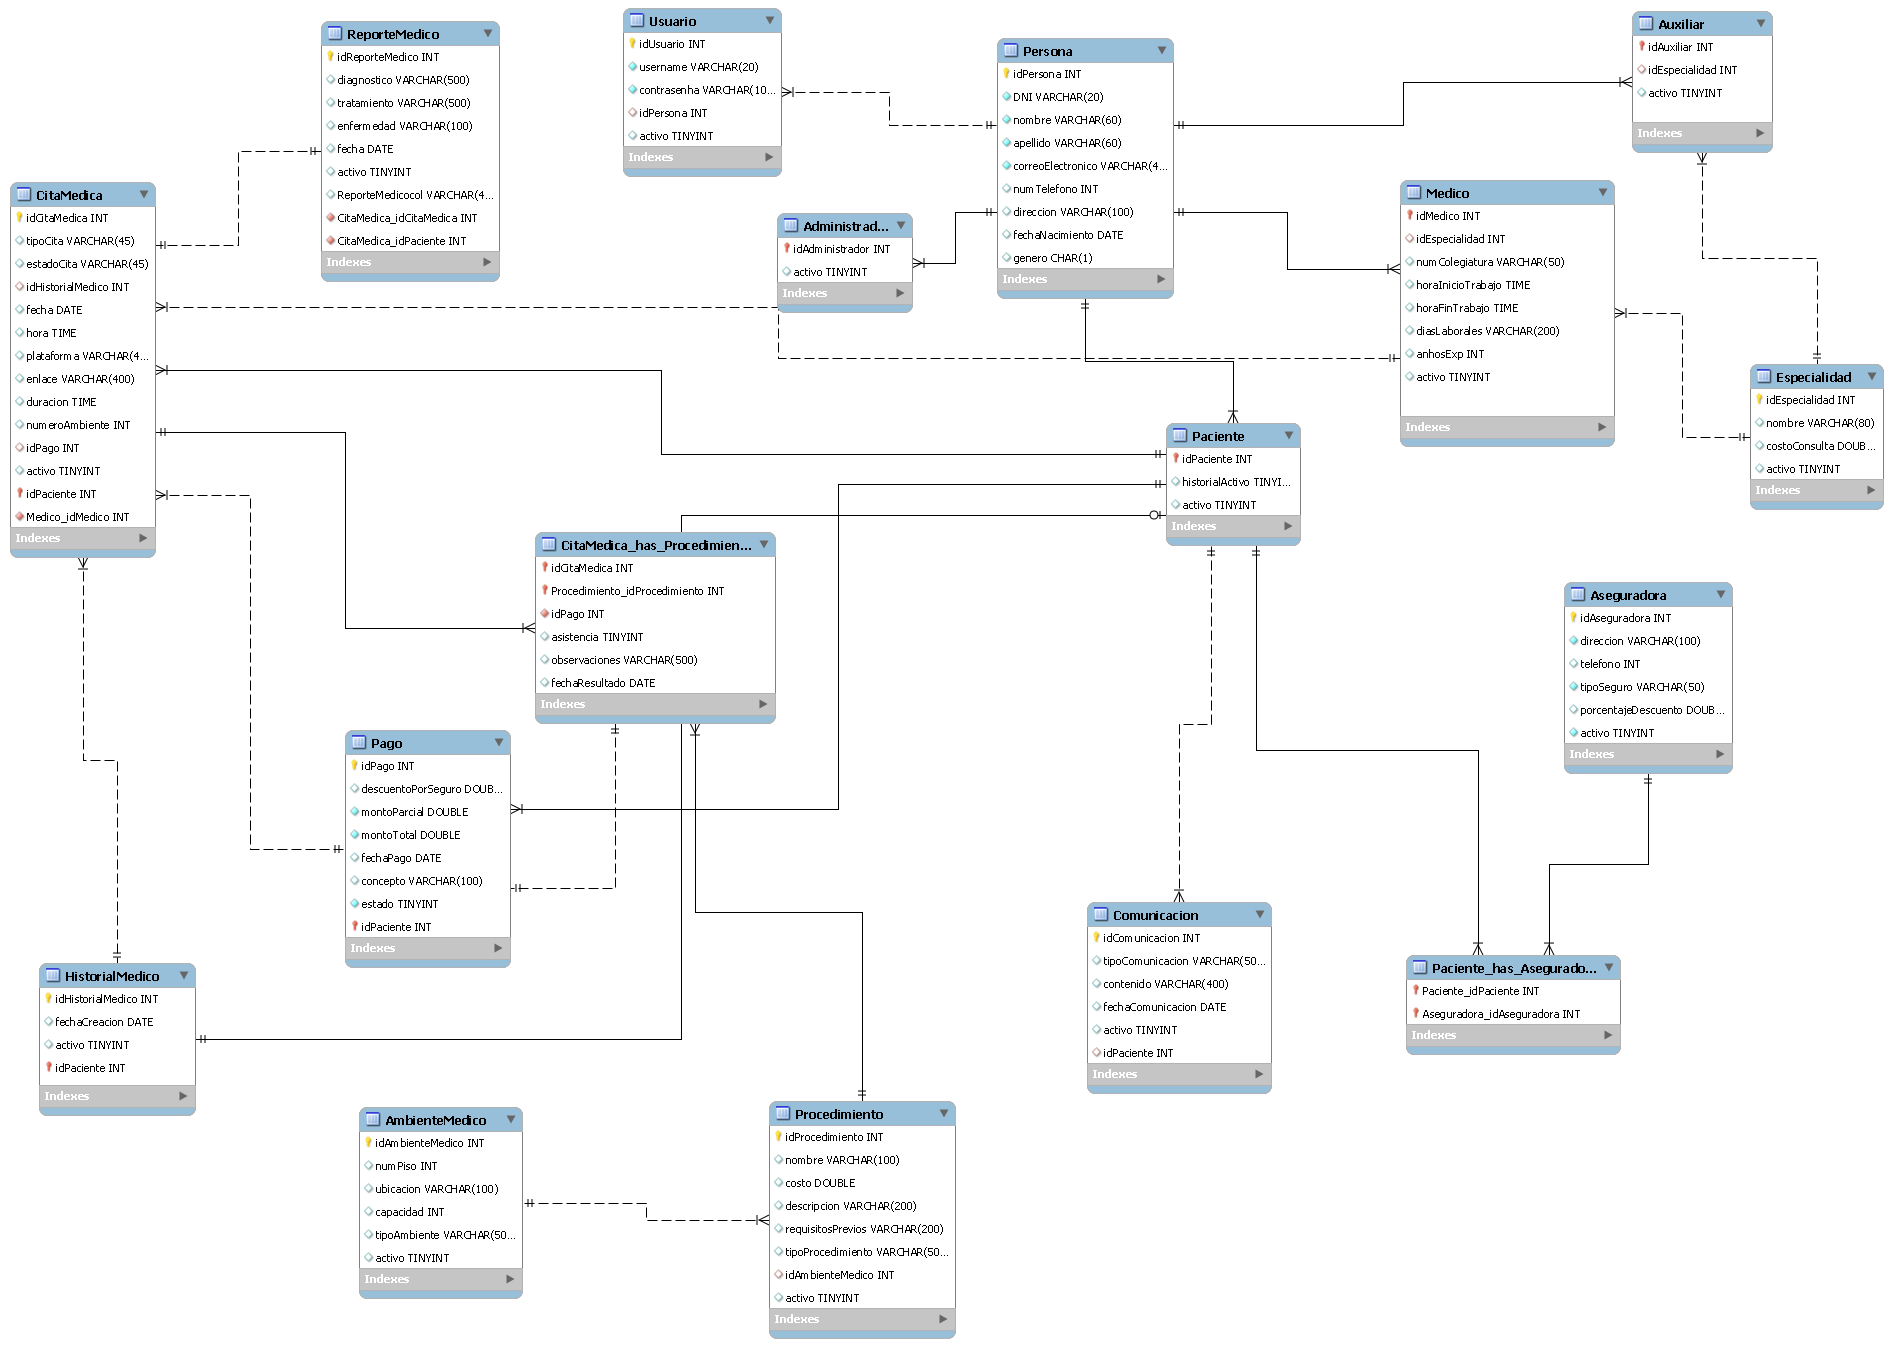 ReporteMedico
idReporteMedico INT
diagnostico VARCHAR(500)
tratamiento VARCHAR(500)
enfermedad VARCHAR(100)
fecha DATE
activo TINYINT
ReporteMedicocol VARCHAR(4...
CitaMedica_idCitaMedica INT
CitaMedica_idPaciente INT
Indexes
Usuario
idUsuario INT
username VARCHAR(20)
contrasenha VARCHAR(10...
idPersona INT
activo TINYINT
Indexes
Persona
idPersona INT
DNI VARCHAR(20)
nombre VARCHAR(60)
apellido VARCHAR(60)
correoElectronico VARCHAR(4...
numTelefono INT
direccion VARCHAR(100)
fechaNacimiento DATE
genero CHAR(1)
Indexes
Auxiliar
idAuxiliar INT
idEspecialidad INT
activo TINYINT
Indexes
CitaMedica
idCitaMedica INT
tipoCita VARCHAR(45)
estadoCita VARCHAR(45)
idHistorialMedico INT
fecha DATE
hora TIME
plataforma VARCHAR(4...
enlace VARCHAR(400)
duracion TIME
numeroAmbiente INT
idPago INT
activo TINYINT
idPaciente INT
Medico_idMedico INT
Indexes
Administrad...
idAdministrador INT
activo TINYINT
Indexes
Medico
idMedico INT
idEspecialidad INT
numColegiatura VARCHAR(50)
horaInicioTrabajo TIME
horaFinTrabajo TIME
diasLaborales VARCHAR(200)
anhosExp INT
activo TINYINT
Indexes
Especialidad
idEspecialidad INT
nombre VARCHAR(80)
costoConsulta DOUB...
activo TINYINT
Indexes
Paciente
idPaciente INT
historialActivo TINYI...
activo TINYINT
Indexes
CitaMedica_has_Procedimien...
idCitaMedica INT
Procedimiento_idProcedimiento INT
idPago INT
asistencia TINYINT
observaciones VARCHAR(500)
fechaResultado DATE
Indexes
Aseguradora
idAseguradora INT
direccion VARCHAR(100)
telefono INT
tipoSeguro VARCHAR(50)
porcentajeDescuento DOUB...
activo TINYINT
Indexes
Pago
idPago INT
descuentoPorSeguro DOUB...
montoParcial DOUBLE
montoTotal DOUBLE
fechaPago DATE
concepto VARCHAR(100)
estado TINYINT
idPaciente INT
Indexes
Comunicacion
idComunicacion INT
tipoComunicacion VARCHAR(50...
contenido VARCHAR(400)
fechaComunicacion DATE
activo TINYINT
idPaciente INT
Indexes
Paciente_has_Asegurado...
Paciente_idPaciente INT
Aseguradora_idAseguradora INT
Indexes
HistorialMedico
idHistorialMedico INT
fechaCreacion DATE
activo TINYINT
idPaciente INT
Indexes
AmbienteMedico
idAmbienteMedico INT
numPiso INT
ubicacion VARCHAR(100)
capacidad INT
tipoAmbiente VARCHAR(50...
activo TINYINT
Indexes
Procedimiento
idProcedimiento INT
nombre VARCHAR(100)
costo DOUBLE
descripcion VARCHAR(200)
requisitosPrevios VARCHAR(200)
tipoProcedimiento VARCHAR(50...
idAmbienteMedico INT
activo TINYINT
Indexes